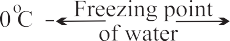 0°C Freezing point
of water